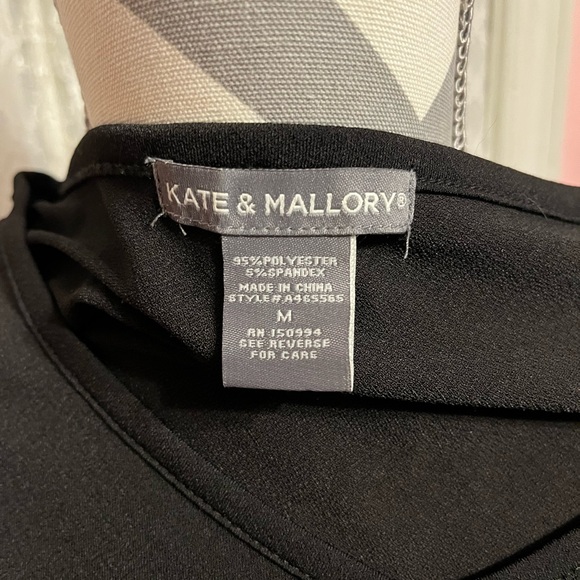 KATE & MALLORY®
95%POLYESTER
5%SPANDEX
MADE IN CHINA
STYLE#:A465565
M
RN 150994
SEE REVERSE
FOR CARE